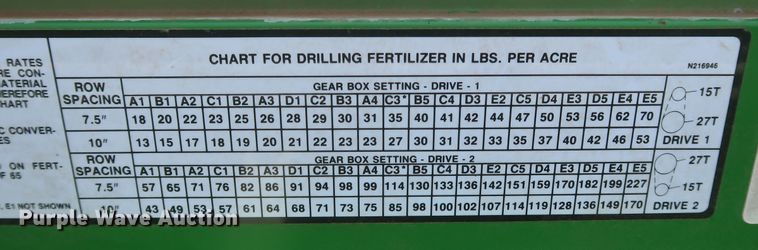 RATES
RE CON-
MATERIAL
HEREFORE
HART
C CONVER-
ES
D ON FERT-
F 65
E1 NOT SHOWN
CHART FOR DRILLING FERTILIZER IN LBS. PER ACRE
N216946
ROW SPACING
GEAR BOX SETTING - DRIVE - 1
A1 B1 A2 C1 B2 A3 D1 C2 B3 A4 C3* B5 C4 D3 E2 C5 D4 E3 D5 E4 E5
7.5" 18 20 22 23 25 26 28 29 30 31 35 40 41 42 44 47 50 53 56 62 70
10" 13 15 17 18 19 20 21 22 23 23 27 30 31 32 33 35 37 40 42 46 53
15T
27T
DRIVE 1
ROW SPACING
GEAR BOX SETTING - DRIVE - 2
A1 B1 A2 C1 B2 A3 D1 C2 B3 A4 C3* B5 C4 D3 E2 C5 D4 E3 D5 E4 E5
7.5" 57 65 71 76 82 86 91 94 98 99 114 130 133 136 142 151 159 170 182 199 227
10" 43 49 53 57 61 64 68 71 73 75 85 98 100 102 106 114 119 128 136 149 170
27T
15T
DRIVE 2
Purple Wave Auction